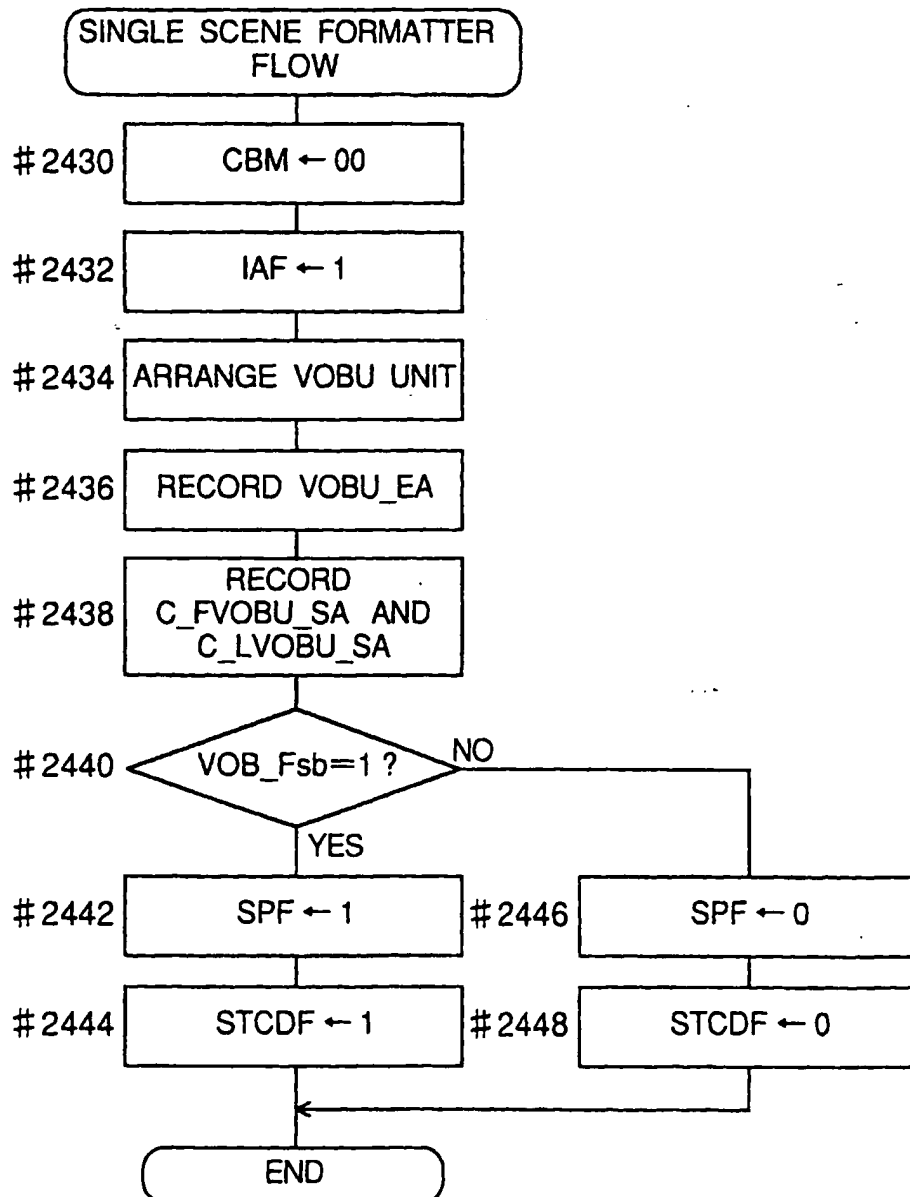 SINGLE SCENE FORMATTER
FLOW
#2430
CBM ← 00
#2432
IAF ← 1
#2434
ARRANGE VOBU UNIT
#2436
RECORD VOBU_EA
#2438
RECORD
C_FVOBU_SA AND
C_LVOBU_SA
#2440
VOB_Fsb=1 ?
NO
YES
#2442
SPF ← 1
#2446
SPF ← 0
#2444
STCDF ← 1
#2448
STCDF ← 0
END